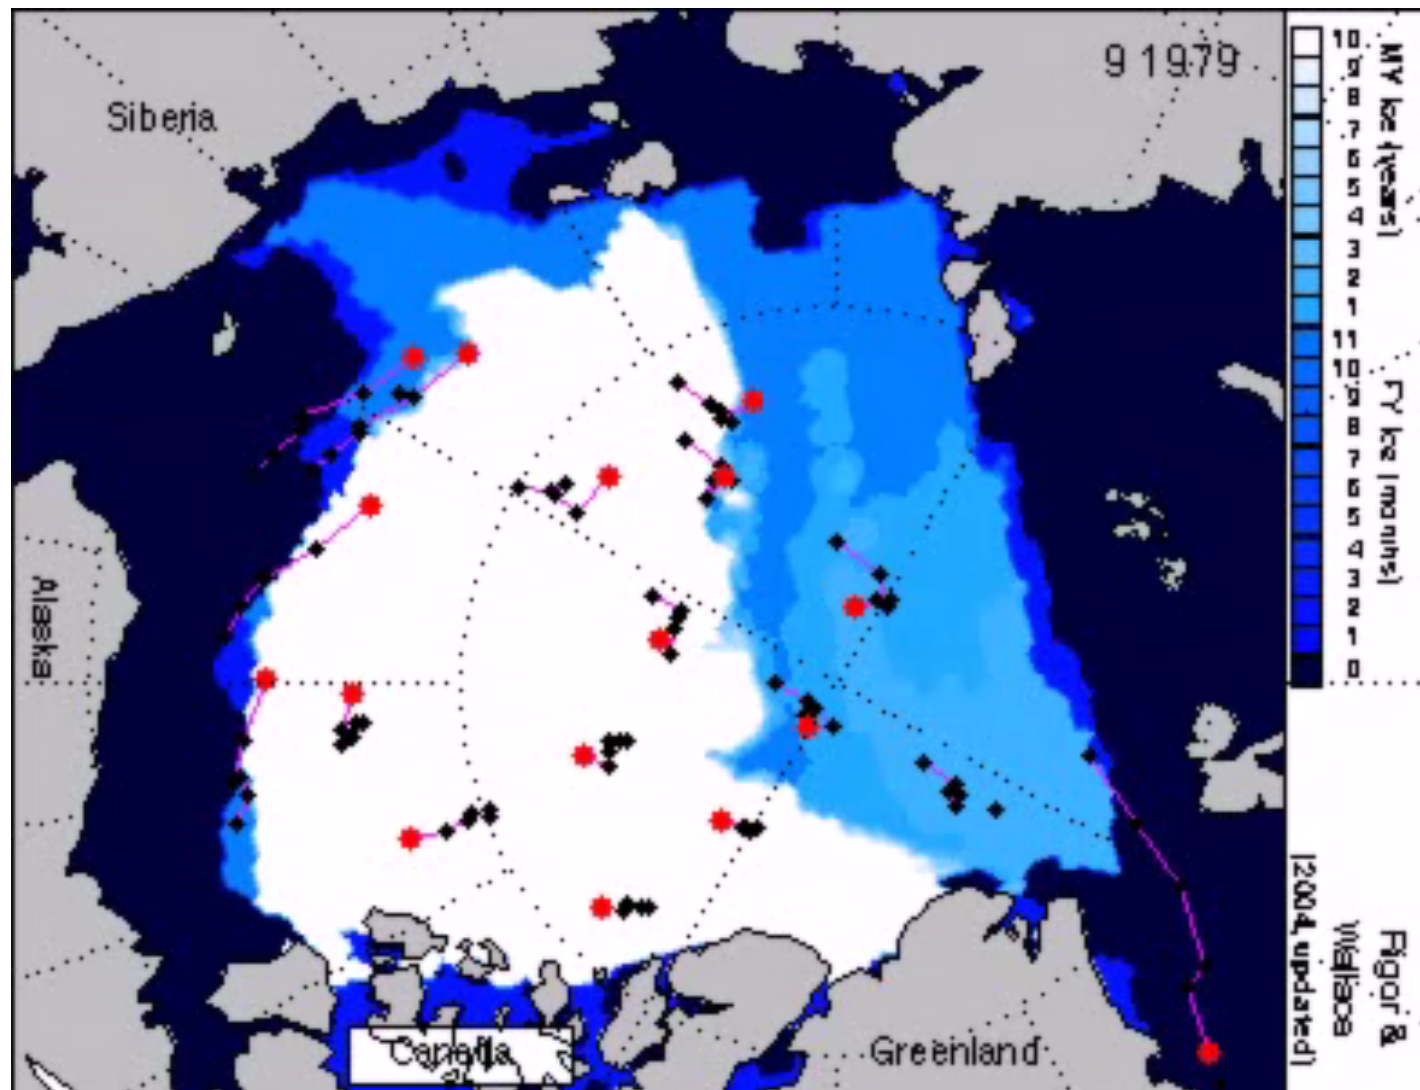 9 1979
Siberia
Alaska
Canada
Greenland
MY Ice (years)
10
9
8
7
6
5
4
3
2
1
FY Ice (months)
11
10
9
8
7
6
5
4
3
2
1
0
Rigor &
Wallace
(2004, updated)